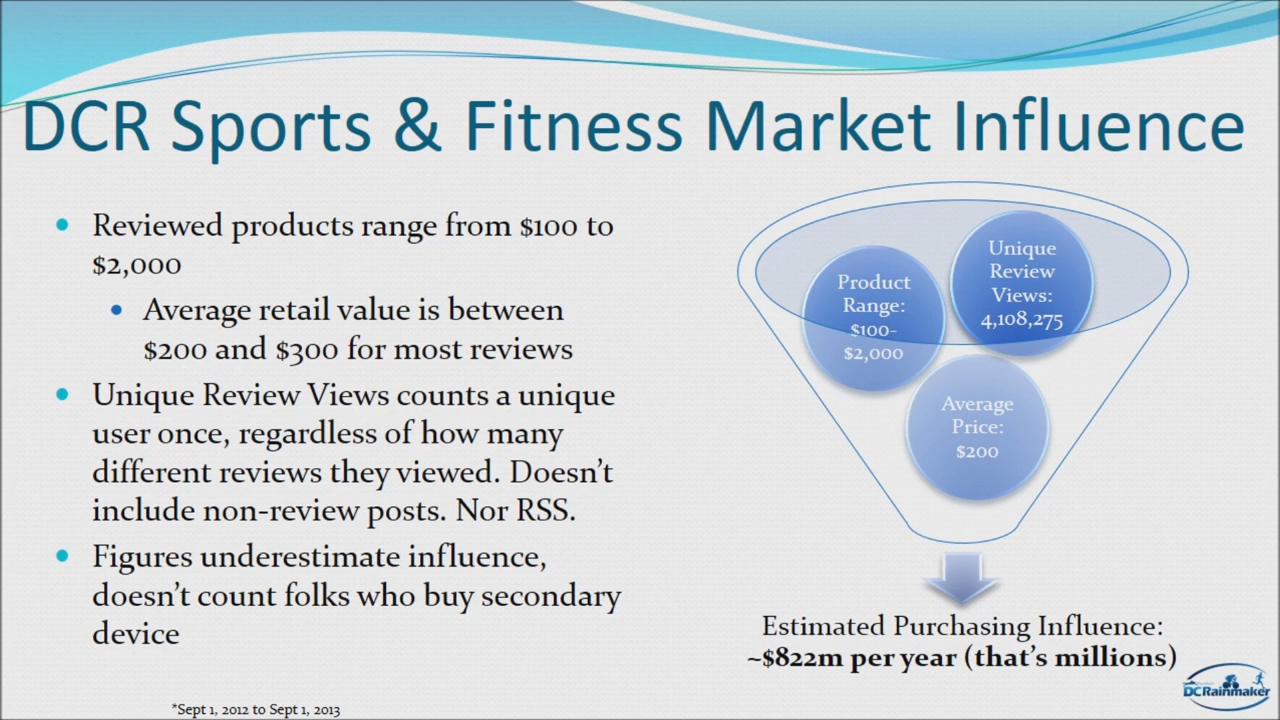 DCR Sports & Fitness Market Influence
Reviewed products range from $100 to
$2,000
Average retail value is between
$200 and $300 for most reviews
Unique Review Views counts a unique
user once, regardless of how many
different reviews they viewed. Doesn't
include non-review posts. Nor RSS.
Figures underestimate influence,
doesn't count folks who buy secondary
device
*Sept 1, 2012 to Sept 1, 2013
Product
Range:
$100-
$2,000
Unique
Review
Views:
4,108,275
Average
Price:
$200
Estimated Purchasing Influence:
~$822m per year (that's millions)
DCRainmaker